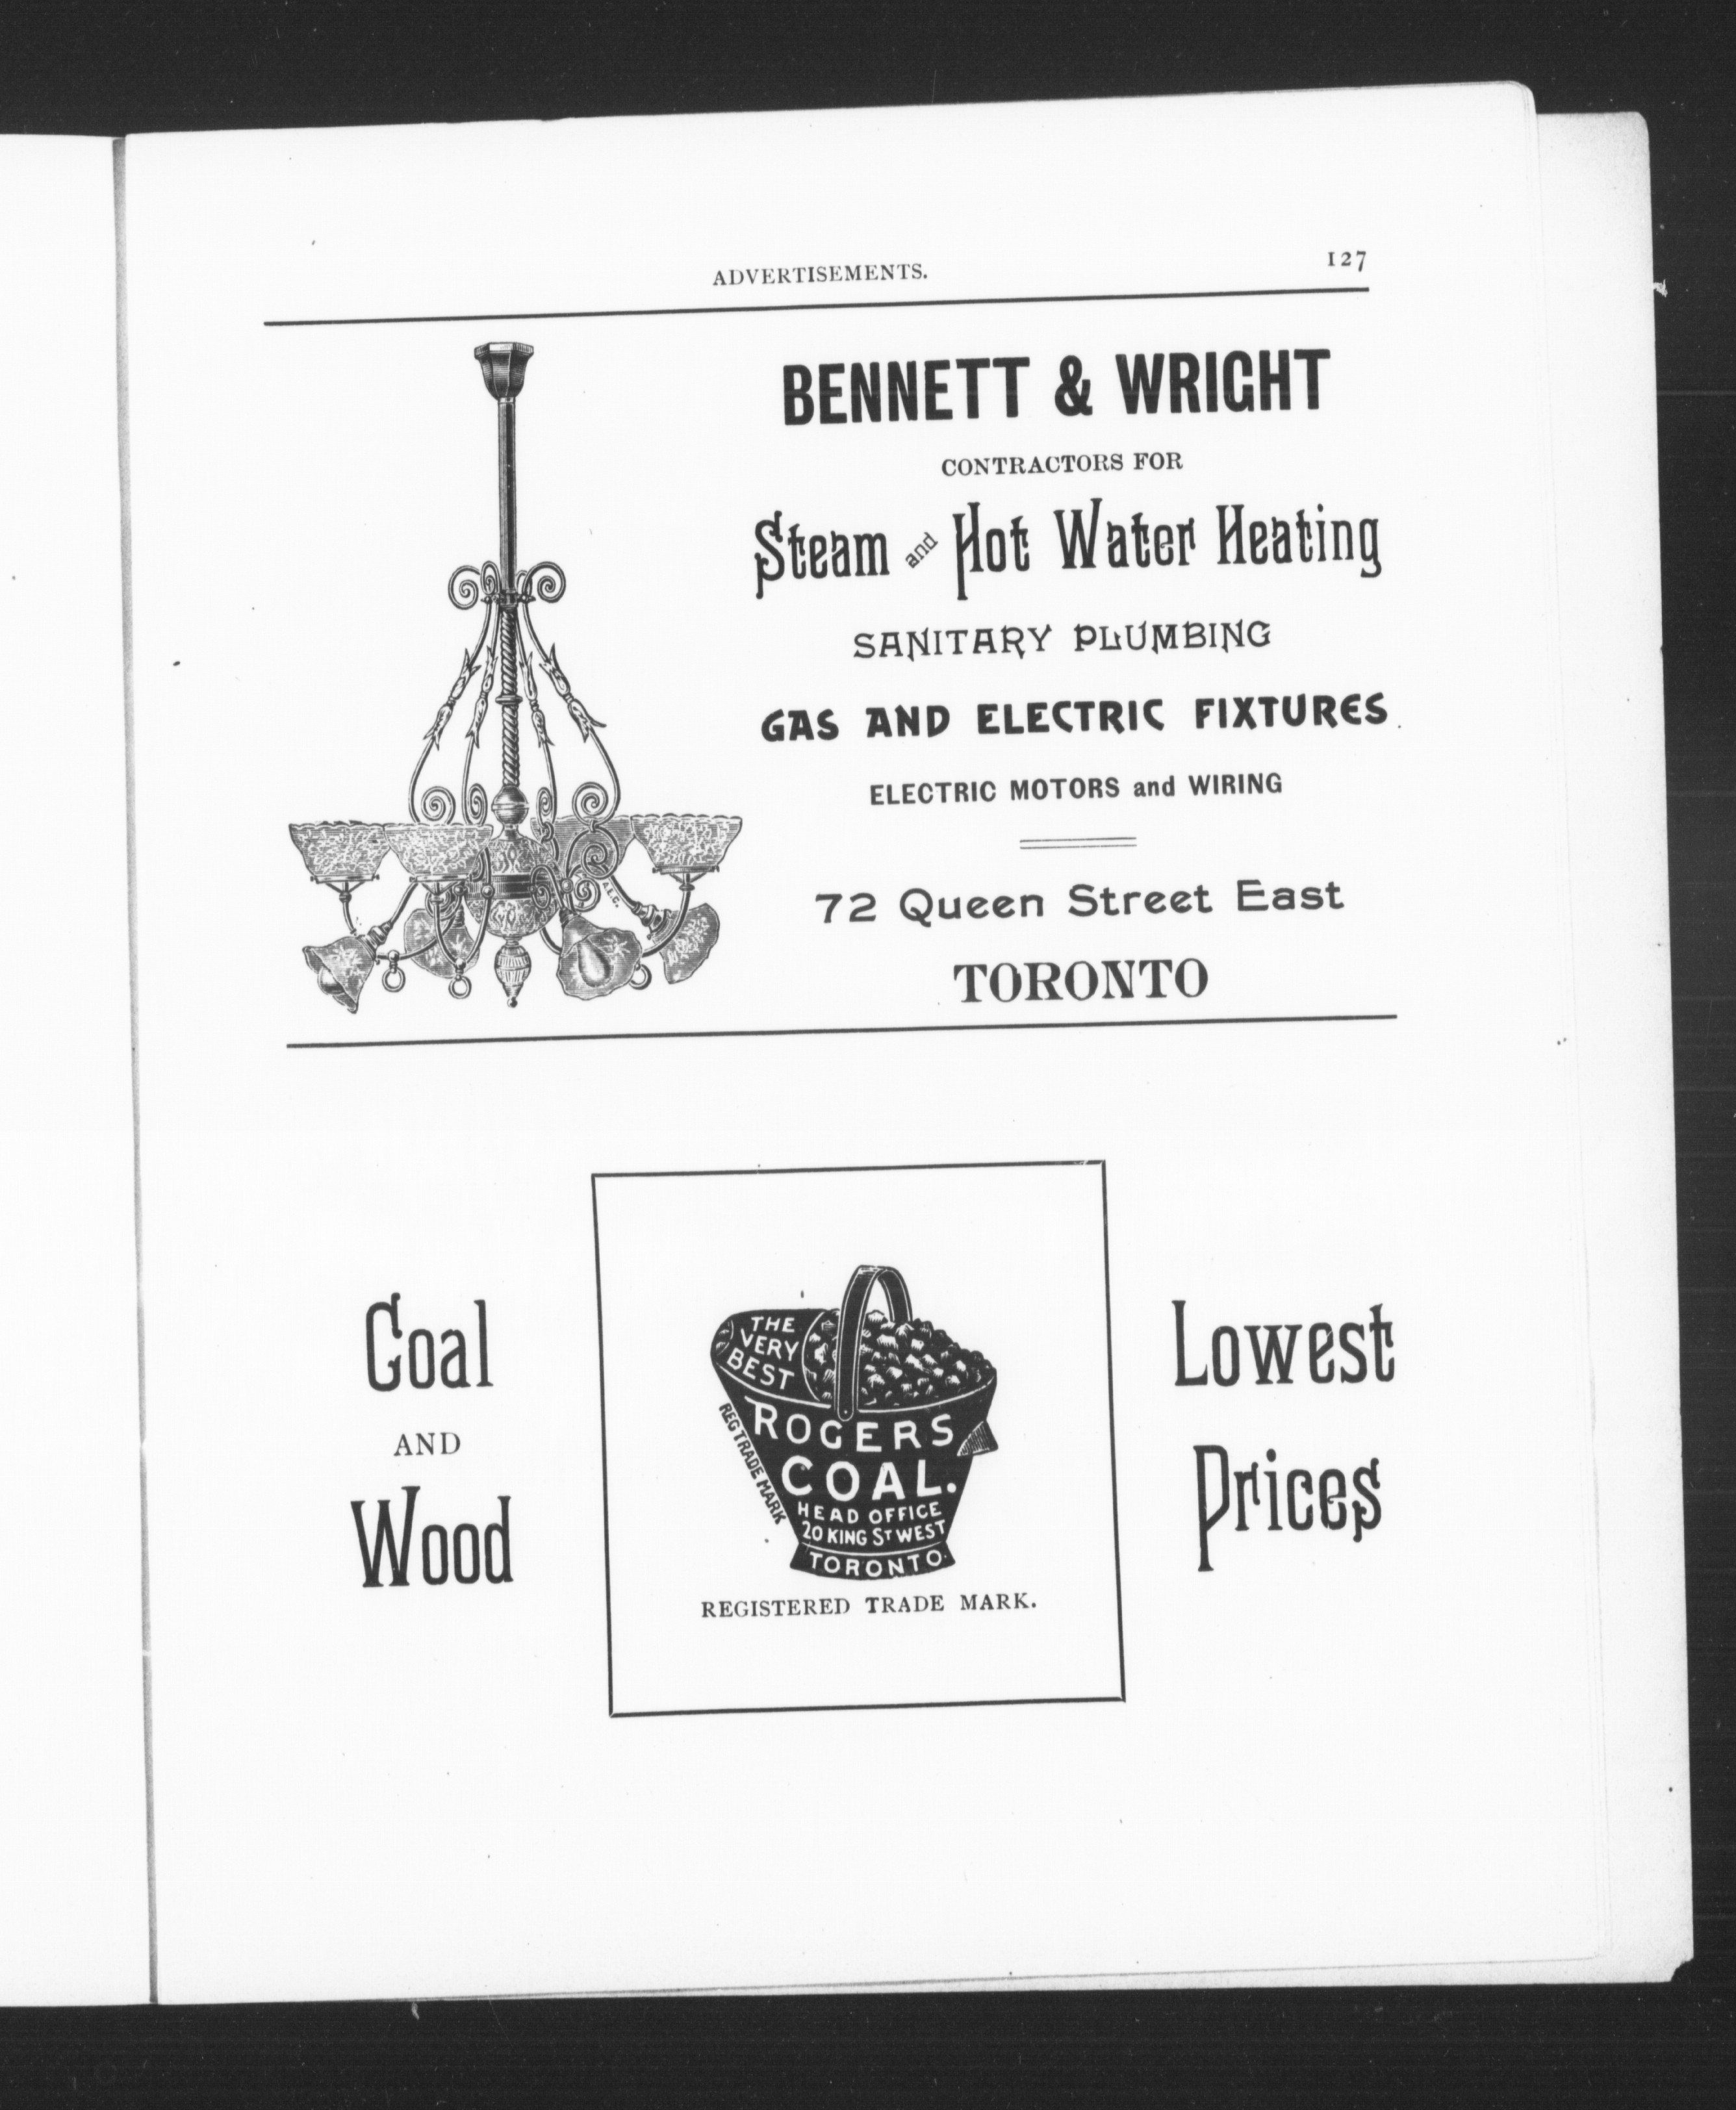 ADVERTISEMENTS. 127
BENNETT & WRIGHT
CONTRACTORS FOR
Steam and Hot Water Heating
SANITARY PLUMBING
GAS AND ELECTRIC FIXTURES.
ELECTRIC MOTORS and WIRING
72 Queen Street East
TORONTO
Coal
AND
Wood
THE
VERY
BEST
ROGERS
COAL.
HEAD OFFICE
20 KING ST WEST
TORONTO.
REG TRADE MARK
REGISTERED TRADE MARK.
Lowest
Prices